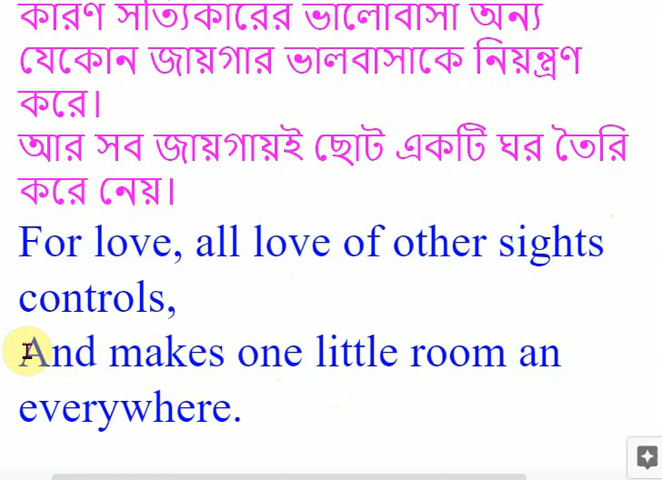 কারণ সত্যিকারের ভালোবাসা অন্য
যেকোন জায়গার ভালবাসাকে নিয়ন্ত্রণ
করে।
আর সব জায়গায়ই ছোট একটি ঘর তৈরি
করে নেয়।
For love, all love of other sights
controls,
And makes one little room an
everywhere.